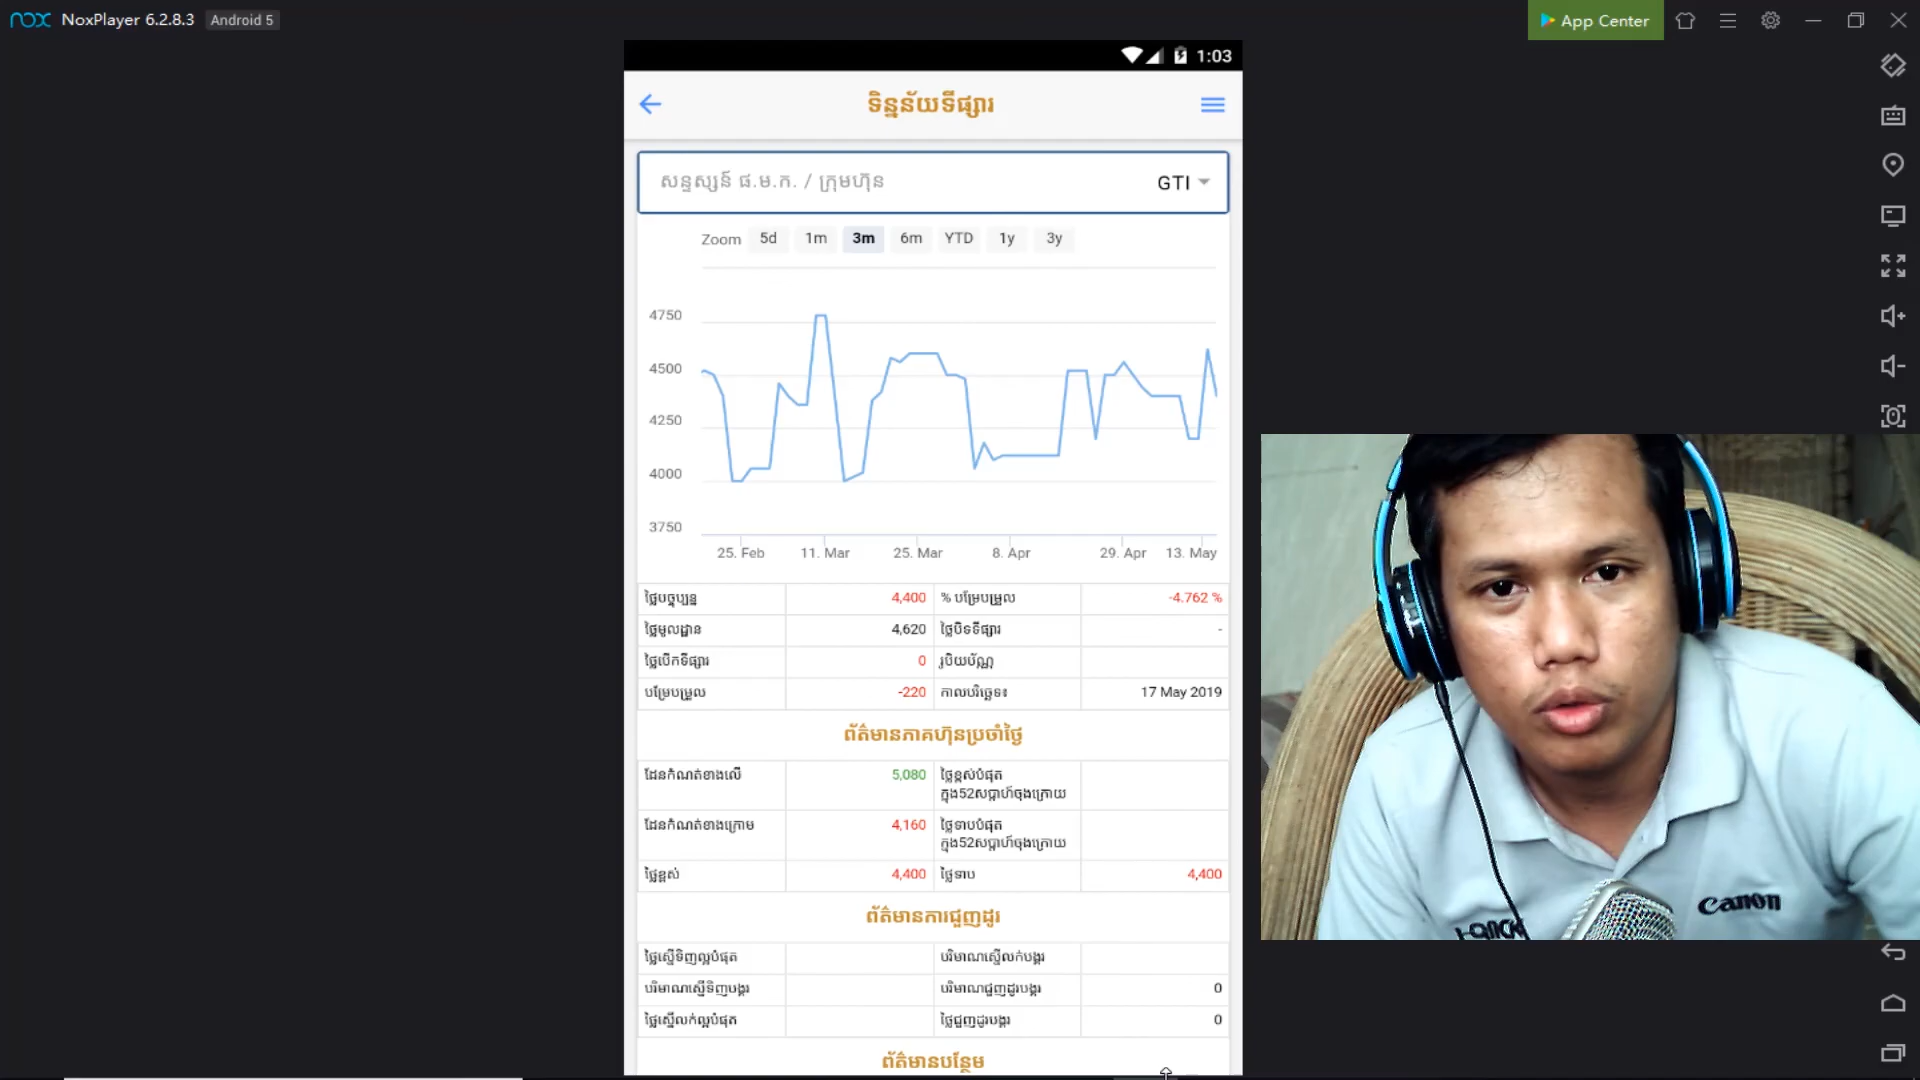 nox NoxPlayer 6.2.8.3 Android 5
App Center
1:03
ទិន្នន័យទីផ្សារ
សន្ទស្សន៍ ផ.ម.ក. / ក្រុមហ៊ុន GTI
Zoom 5d 1m 3m 6m YTD 1y 3y
4750
4500
4250
4000
3750
25. Feb 11. Mar 25. Mar 8. Apr 29. Apr 13. May
ថ្លៃបច្ចុប្បន្ន 4,400 % បម្រែបម្រួល -4.762 %
ថ្លៃមូលដ្ឋាន 4,620 ថ្លៃបិទទីផ្សារ -
ថ្លៃបើកទីផ្សារ 0 រូបិយប័ណ្ណ
បម្រែបម្រួល -220 កាលបរិច្ឆេទ៖ 17 May 2019
ព័ត៌មានភាគហ៊ុនប្រចាំថ្ងៃ
ដែនកំណត់ខាងលើ 5,080 ថ្លៃខ្ពស់បំផុត
ក្នុង52សប្តាហ៍ចុងក្រោយ
ដែនកំណត់ខាងក្រោម 4,160 ថ្លៃទាបបំផុត
ក្នុង52សប្តាហ៍ចុងក្រោយ
ថ្លៃខ្ពស់ 4,400 ថ្លៃទាប 4,400
ព័ត៌មានការជួញដូរ
ថ្លៃស្នើទិញល្អបំផុត បរិមាណស្នើលក់បង្គរ
បរិមាណស្នើទិញបង្គរ បរិមាណជួញដូរបង្គរ 0
ថ្លៃស្នើលក់ល្អបំផុត ថ្លៃជួញដូរបង្គរ 0
ព័ត៌មានបន្ថែម
Canon